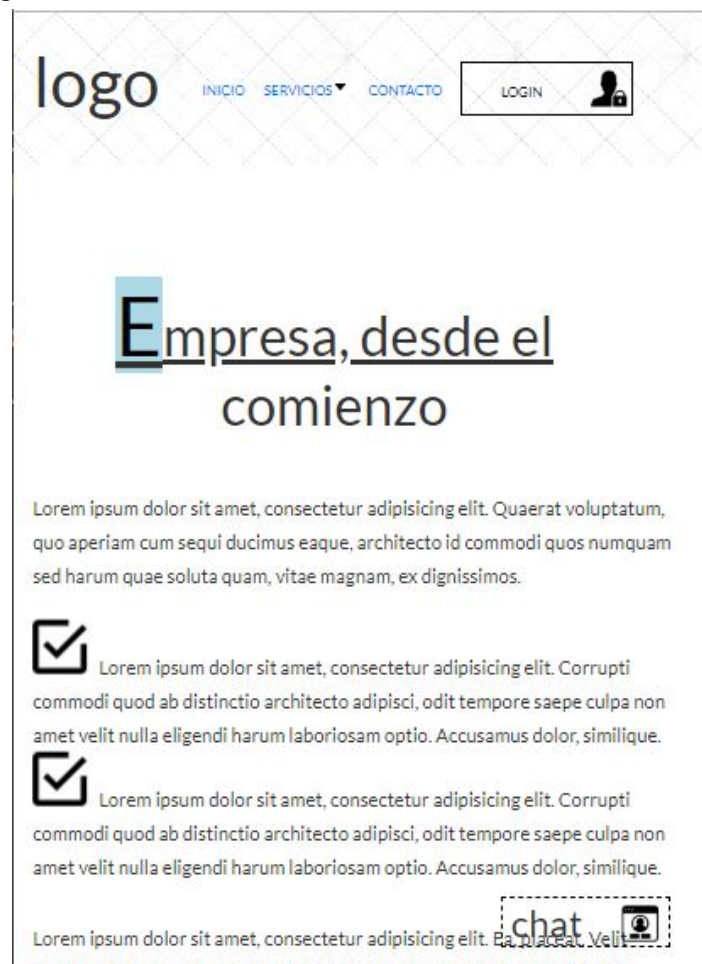 logo
INICIO SERVICIOS CONTACTO LOGIN
Empresa, desde el
comienzo
Lorem ipsum dolor sit amet, consectetur adipisicing elit. Quaerat voluptatum,
quo aperiam cum sequi ducimus eaque, architecto id commodi quos numquam
sed harum quae soluta quam, vitae magnam, ex dignissimos.
Lorem ipsum dolor sit amet, consectetur adipisicing elit. Corrupti
commodi quod ab distinctio architecto adipisci, odit tempore saepe culpa non
amet velit nulla eligendi harum laboriosam optio. Accusamus dolor, similique.
Lorem ipsum dolor sit amet, consectetur adipisicing elit. Corrupti
commodi quod ab distinctio architecto adipisci, odit tempore saepe culpa non
amet velit nulla eligendi harum laboriosam optio. Accusamus dolor, similique.
chat
Lorem ipsum dolor sit amet, consectetur adipisicing elit. Ea, placeat. Velit